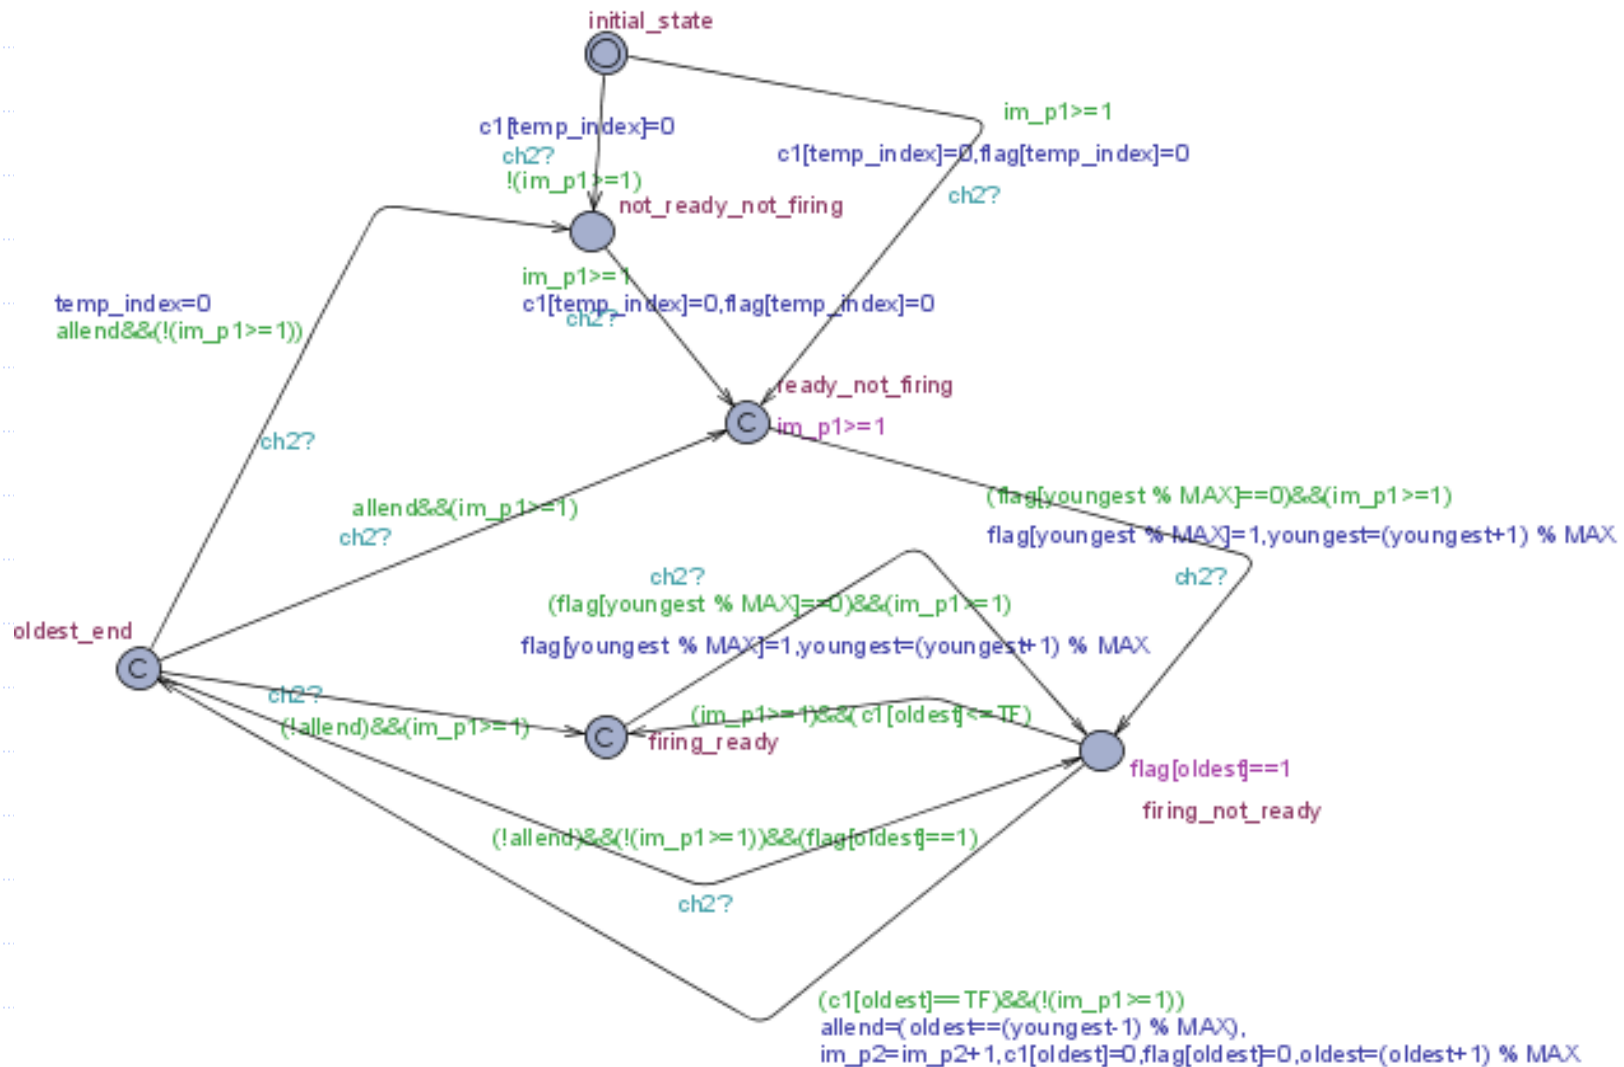 initial_state
im_p1>=1
c1[temp_index]=0
c1[temp_index]=0,flag[temp_index]=0
ch2?
!(im_p1>=1)
ch2?
not_ready_not_firing
im_p1>=1
c1[temp_index]=0,flag[temp_index]=0
ch2?
temp_index=0
allend&&(!(im_p1>=1))
ready_not_firing
im_p1>=1
ch2?
(flag[youngest % MAX]==0)&&(im_p1>=1)
allend&&(im_p1>=1)
flag[youngest % MAX]=1,youngest=(youngest+1) % MAX
ch2?
ch2?
ch2?
(flag[youngest % MAX]==0)&&(im_p1>=1)
oldest_end
flag[youngest % MAX]=1,youngest=(youngest+1) % MAX
C
C
C
ch2?
(im_p1>=1)&&(c1[oldest]<=TF)
(!allend)&&(im_p1>=1)
firing_ready
flag[oldest]==1
firing_not_ready
(!allend)&&(!(im_p1>=1))&&(flag[oldest]==1)
ch2?
(c1[oldest]==TF)&&(!(im_p1>=1))
allend=(oldest==(youngest-1) % MAX),
im_p2=im_p2+1,c1[oldest]=0,flag[oldest]=0,oldest=(oldest+1) % MAX